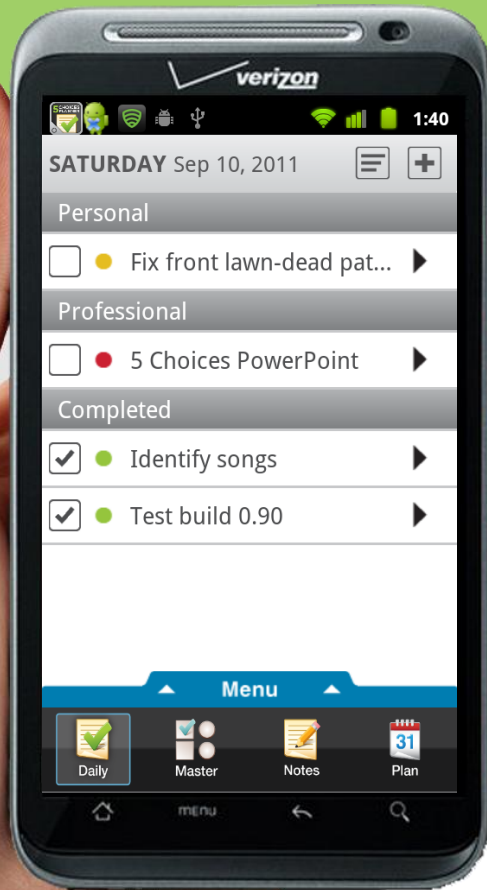 verizon
1:40
SATURDAY Sep 10, 2011
Personal
Fix front lawn-dead pat...
Professional
5 Choices PowerPoint
Completed
Identify songs
Test build 0.90
Menu
31
Daily
Master
Notes
Plan
menu